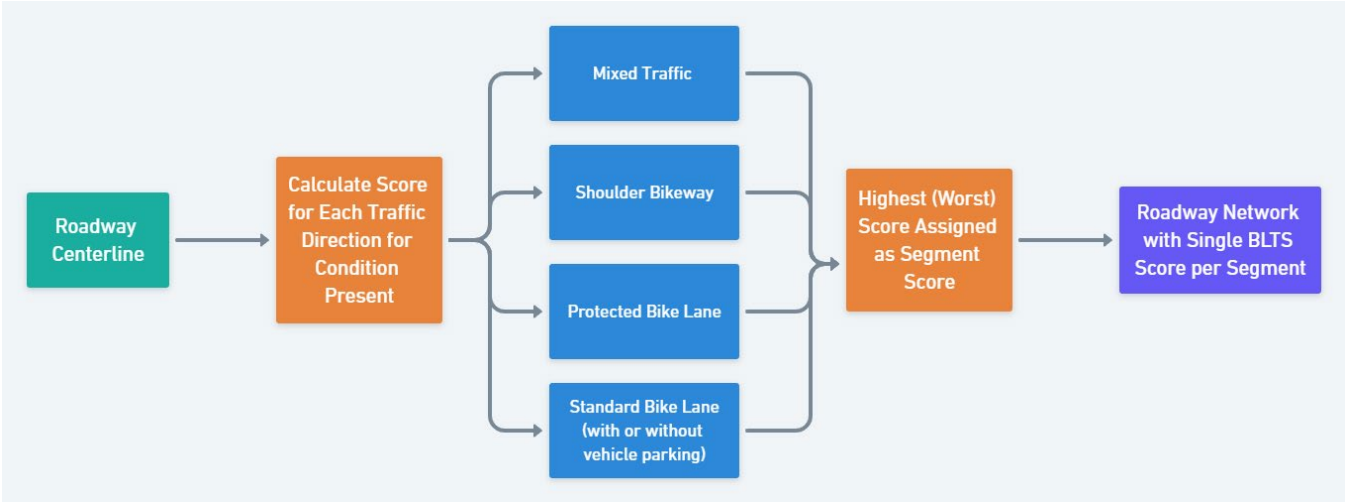 Roadway
Centerline
Calculate Score
for Each Traffic
Direction for
Condition
Present
Mixed Traffic
Shoulder Bikeway
Protected Bike Lane
Standard Bike Lane
(with or without
vehicle parking)
Highest (Worst)
Score Assigned
as Segment
Score
Roadway Network
with Single BLTS
Score per Segment